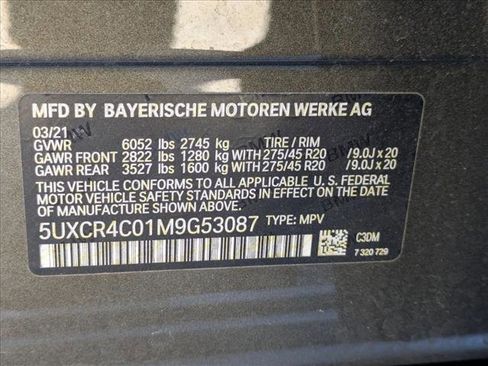 MFD BY BAYERISCHE MOTOREN WERKE AG
03/21
GVWR 6052 lbs 2745 kg TIRE / RIM
GAWR FRONT 2822 lbs 1280 kg WITH 275/45 R20 /9.0J x 20
GAWR REAR 3527 lbs 1600 kg WITH 275/45 R20 /9.0J x 20
THIS VEHICLE CONFORMS TO ALL APPLICABLE U.S. FEDERAL
MOTOR VEHICLE SAFETY STANDARDS IN EFFECT
ON THE DATE OF MANUFACTURE SHOWN ABOVE.
5UXCR4C01M9G53087 TYPE: MPV
C3DM
7 320 729